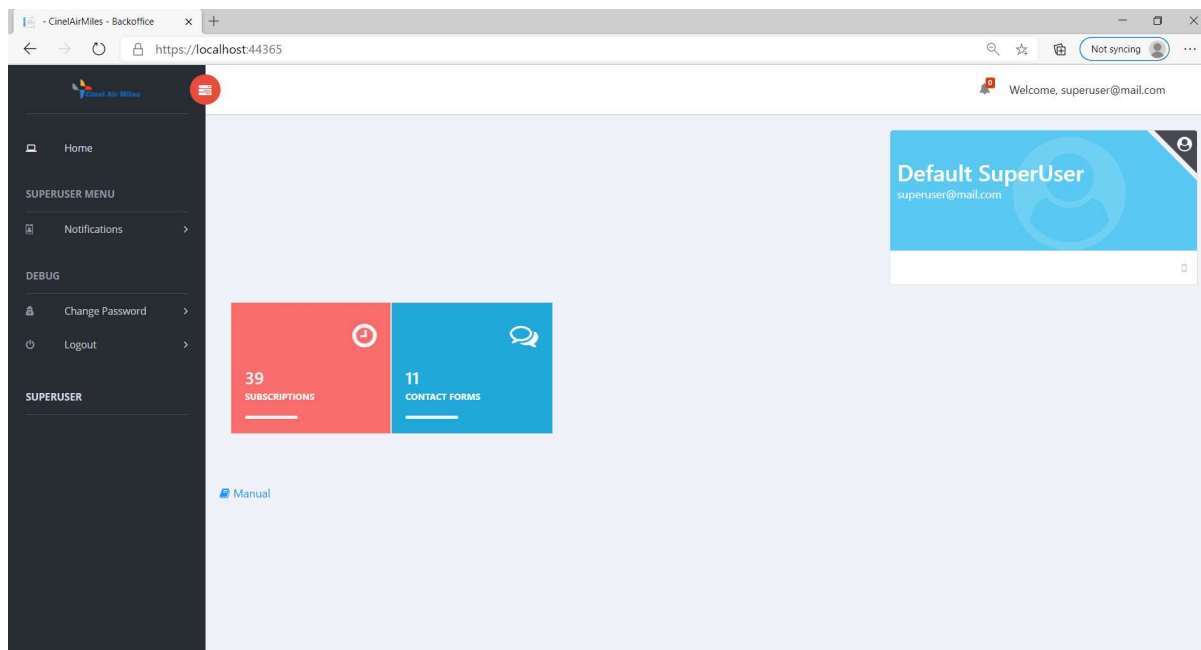 - CinelAirMiles - Backoffice
https://localhost:44365
Not syncing
Cinel Air Miles
0
Welcome, superuser@mail.com
Home
SUPERUSER MENU
Notifications
DEBUG
Change Password
Logout
SUPERUSER
Default SuperUser
superuser@mail.com
39
SUBSCRIPTIONS
11
CONTACT FORMS
Manual